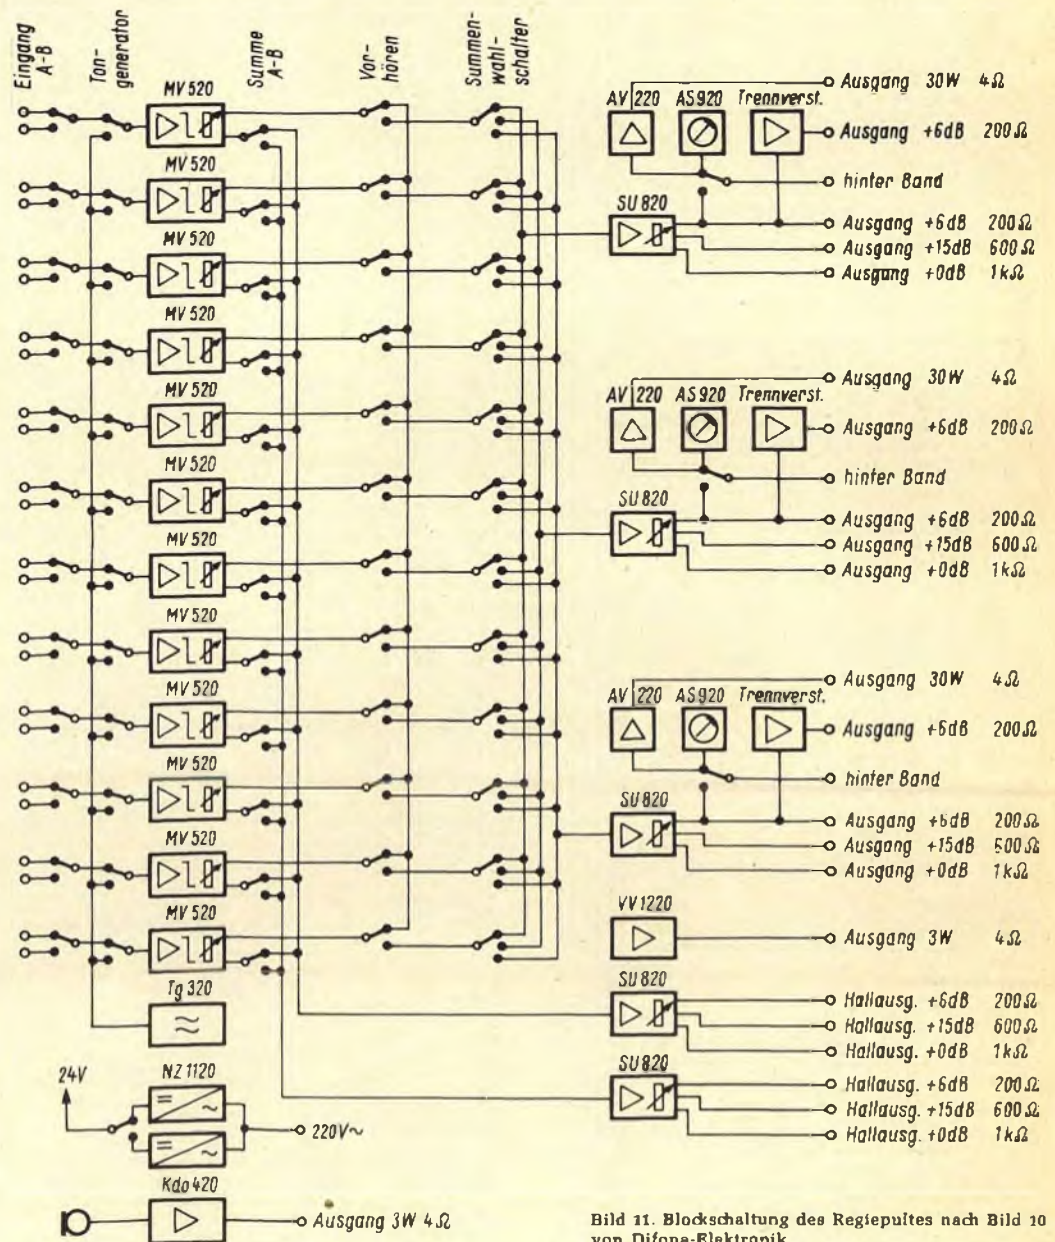 Eingang
A-B
Ton-
generator
Summe
A-B
Vor-
hören
Summen-
wahl-
schalter
MV 520
MV 520
MV 520
MV 520
MV 520
MV 520
MV 520
MV 520
MV 520
MV 520
MV 520
MV 520
Tg 320
24V
NZ 1120
220V~
Kdo 420
Ausgang 3W 4Ω
AV 220 AS 920 Trennverst.
Ausgang 30W 4Ω
Ausgang +6dB 200Ω
hinter Band
SU 820
Ausgang +6dB 200Ω
Ausgang +15dB 600Ω
Ausgang +0dB 1kΩ
AV 220 AS 920 Trennverst.
Ausgang 30W 4Ω
Ausgang +6dB 200Ω
hinter Band
SU 820
Ausgang +6dB 200Ω
Ausgang +15dB 600Ω
Ausgang +0dB 1kΩ
AV 220 AS 920 Trennverst.
Ausgang 30W 4Ω
Ausgang +6dB 200Ω
hinter Band
SU 820
Ausgang +6dB 200Ω
Ausgang +15dB 600Ω
Ausgang +0dB 1kΩ
VV 1220
Ausgang 3W 4Ω
SU 820
Hallausg. +6dB 200Ω
Hallausg. +15dB 600Ω
Hallausg. +0dB 1kΩ
SU 820
Hallausg. +6dB 200Ω
Hallausg. +15dB 600Ω
Hallausg. +0dB 1kΩ
Bild 11. Blockschaltung des Regiepultes nach Bild 10
von Difona-Elektronik